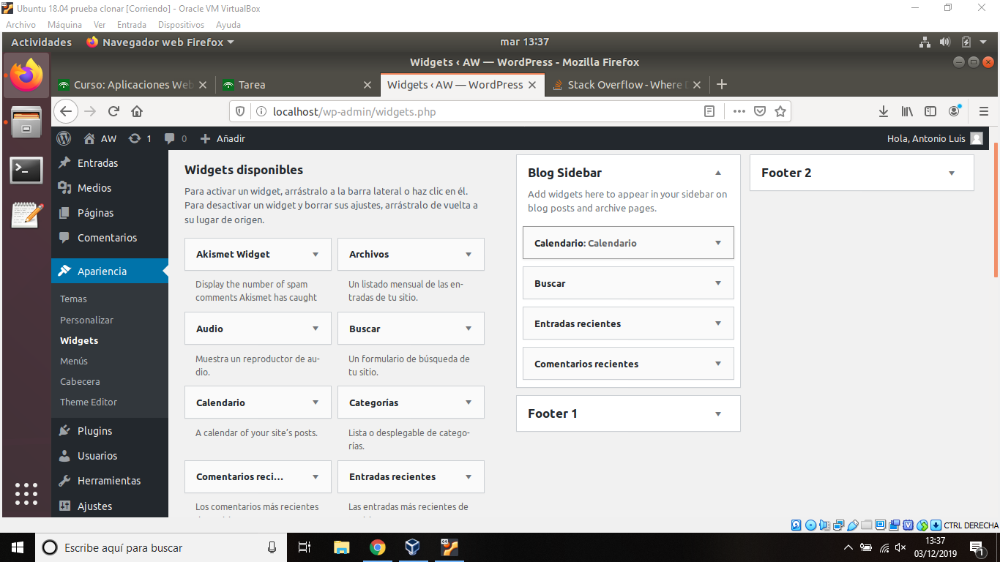 Ubuntu 18.04 prueba clonar [Corriendo] - Oracle VM VirtualBox
Archivo Máquina Ver Entrada Dispositivos Ayuda
Actividades Navegador web Firefox mar 13:37
Widgets ‹ AW — WordPress - Mozilla Firefox
Curso: Aplicaciones Web Tarea Widgets ‹ AW — WordPress Stack Overflow - Where
localhost/wp-admin/widgets.php
AW 1 0 Añadir Hola, Antonio Luis
Entradas
Medios
Páginas
Comentarios
Apariencia
Temas
Personalizar
Widgets
Menús
Cabecera
Theme Editor
Plugins
Usuarios
Herramientas
Ajustes
Widgets disponibles
Para activar un widget, arrástralo a la barra lateral o haz clic en él.
Para desactivar un widget y borrar sus ajustes, arrástralo de vuelta a
su lugar de origen.
Akismet Widget
Display the number of spam
comments Akismet has caught
Archivos
Un listado mensual de las en-
tradas de tu sitio.
Audio
Muestra un reproductor de au-
dio.
Buscar
Un formulario de búsqueda de
tu sitio.
Calendario
A calendar of your site's posts.
Categorías
Lista o desplegable de catego-
rías.
Comentarios reci...
Los comentarios más recientes
Entradas recientes
Las entradas más recientes de
Blog Sidebar
Add widgets here to appear in your sidebar on
blog posts and archive pages.
Calendario: Calendario
Buscar
Entradas recientes
Comentarios recientes
Footer 1
Footer 2
CTRL DERECHA
Escribe aquí para buscar
64
13:37
03/12/2019
1